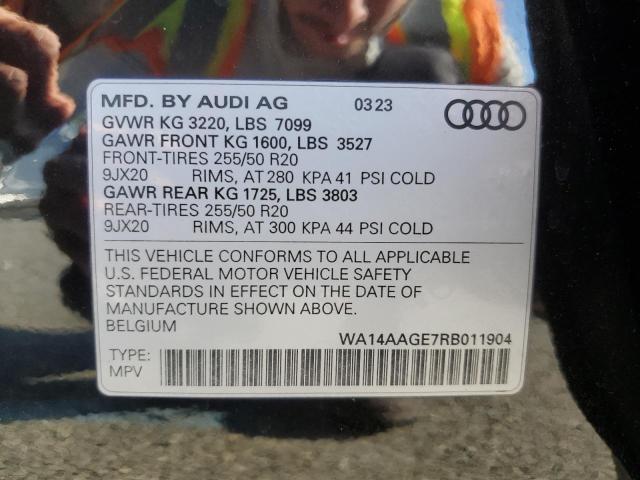 MFD. BY AUDI AG 03 23
GVWR KG 3220, LBS 7099
GAWR FRONT KG 1600, LBS 3527
FRONT-TIRES 255/50 R20
9JX20 RIMS, AT 280 KPA 41 PSI COLD
GAWR REAR KG 1725, LBS 3803
REAR-TIRES 255/50 R20
9JX20 RIMS, AT 300 KPA 44 PSI COLD
THIS VEHICLE CONFORMS TO ALL APPLICABLE
U.S. FEDERAL MOTOR VEHICLE SAFETY
STANDARDS IN EFFECT ON THE DATE OF
MANUFACTURE SHOWN ABOVE.
BELGIUM
WA14AAGE7RB011904
TYPE:
MPV